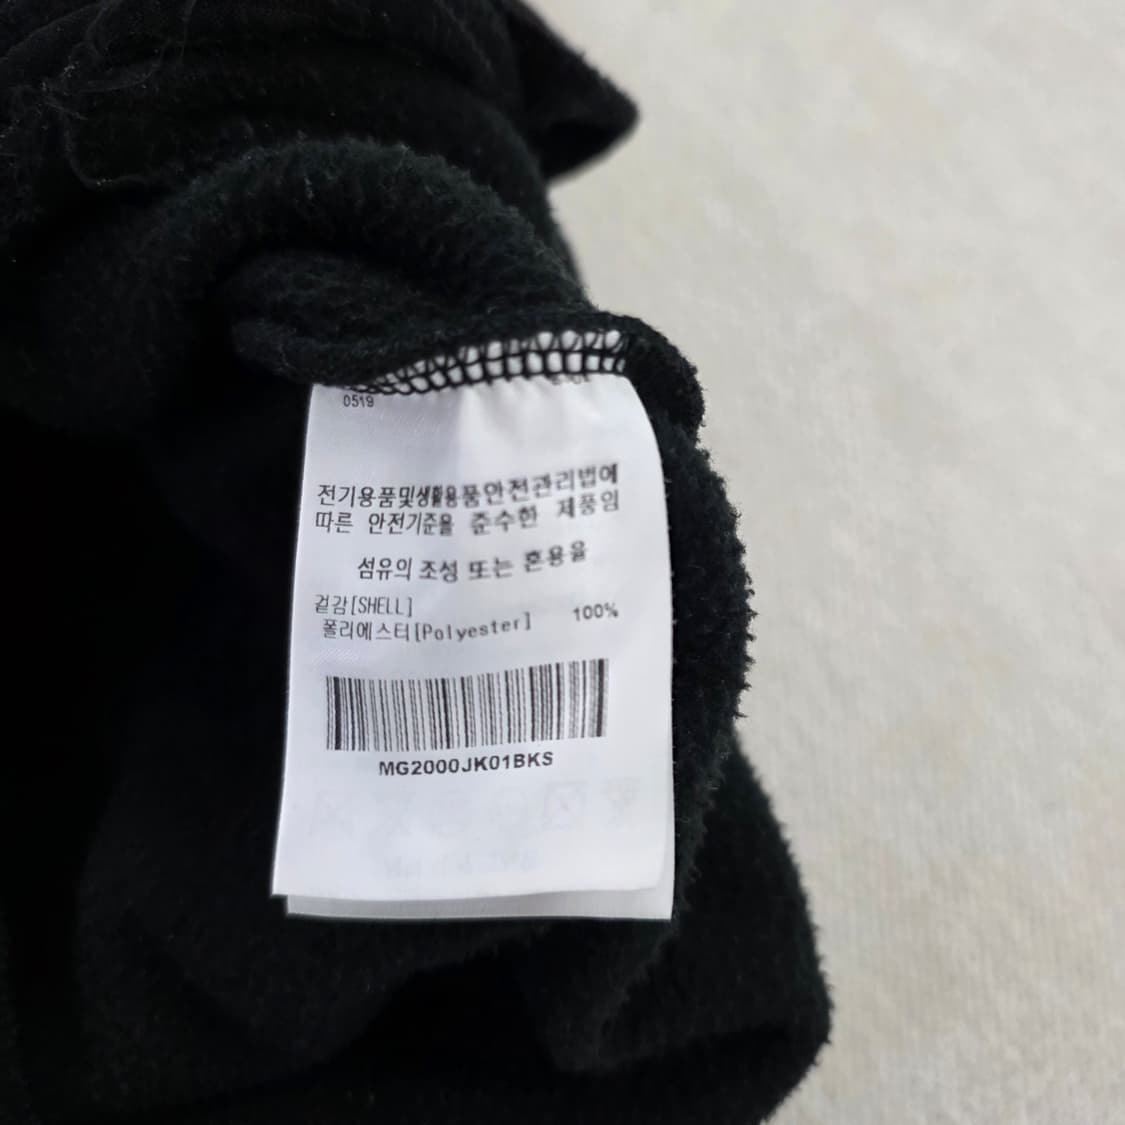 0519
전기용품및생활용품안전관리법에
따른 안전기준을 준수한 제품임
섬유의 조성 또는 혼용율
겉감[SHELL]
폴리에스터[Polyester] 100%
MG2000JK01BKS